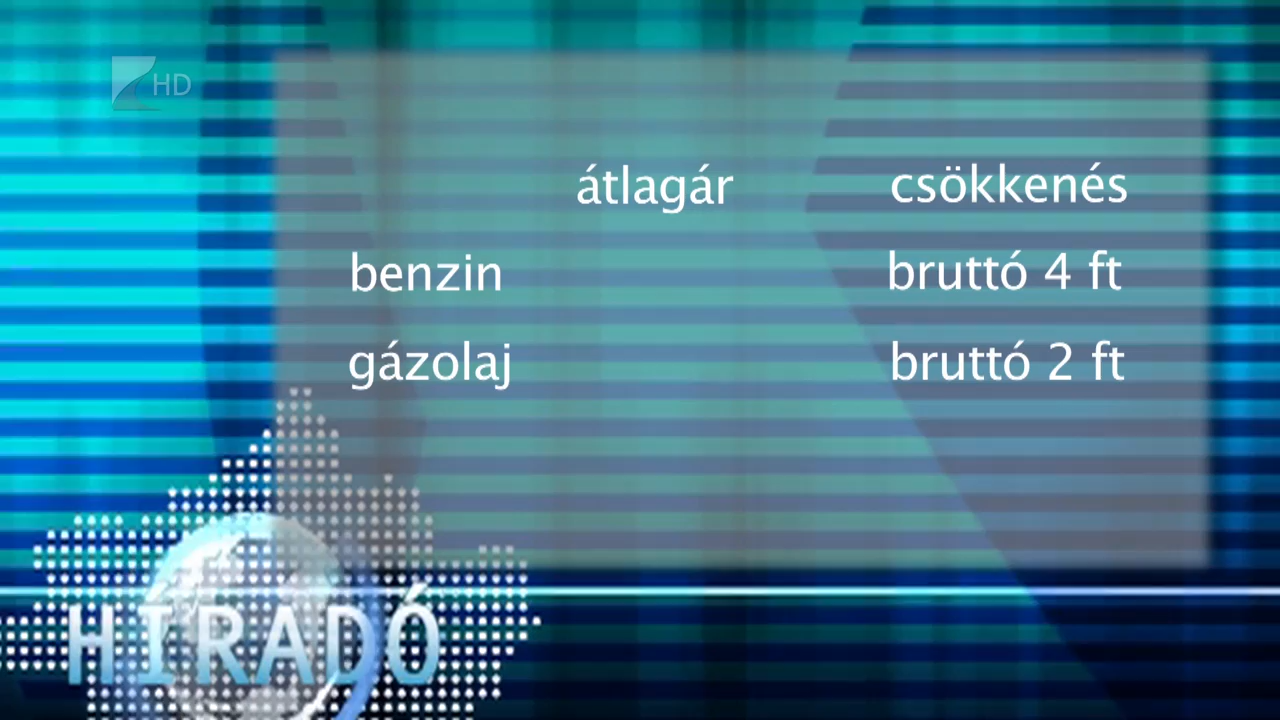 HD
átlagár csökkenés
benzin bruttó 4 ft
gázolaj bruttó 2 ft
HÍRADÓ